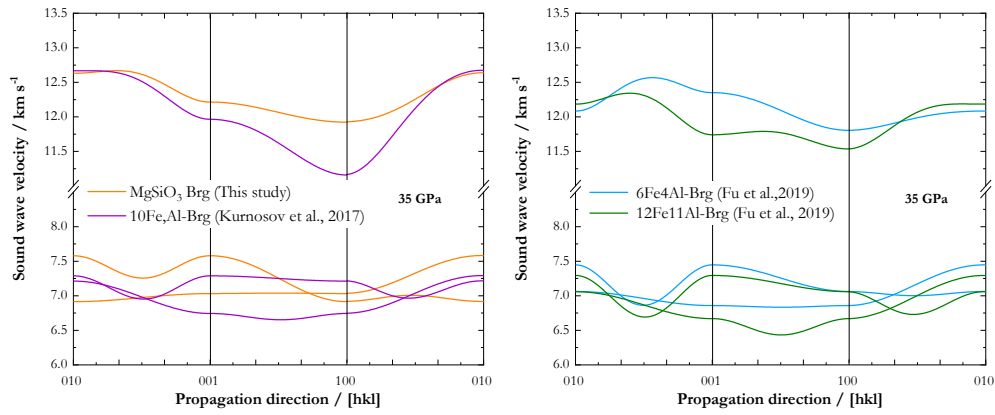 13.5
13.0
12.5
12.0
11.5
8.0
7.5
7.0
6.5
6.0
Sound wave velocity / km s⁻¹
MgSiO₃ Brg (This study)
10Fe,Al-Brg (Kurnosov et al., 2017)
35 GPa
010
001
100
010
Propagation direction / [hkl]
13.5
13.0
12.5
12.0
11.5
8.0
7.5
7.0
6.5
6.0
Sound wave velocity / km s⁻¹
6Fe4Al-Brg (Fu et al.,2019)
12Fe11Al-Brg (Fu et al., 2019)
35 GPa
010
001
100
010
Propagation direction / [hkl]